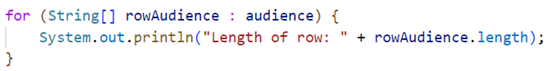 for (String[] rowAudience : audience) {
    System.out.println("Length of row: " + rowAudience.length);
}